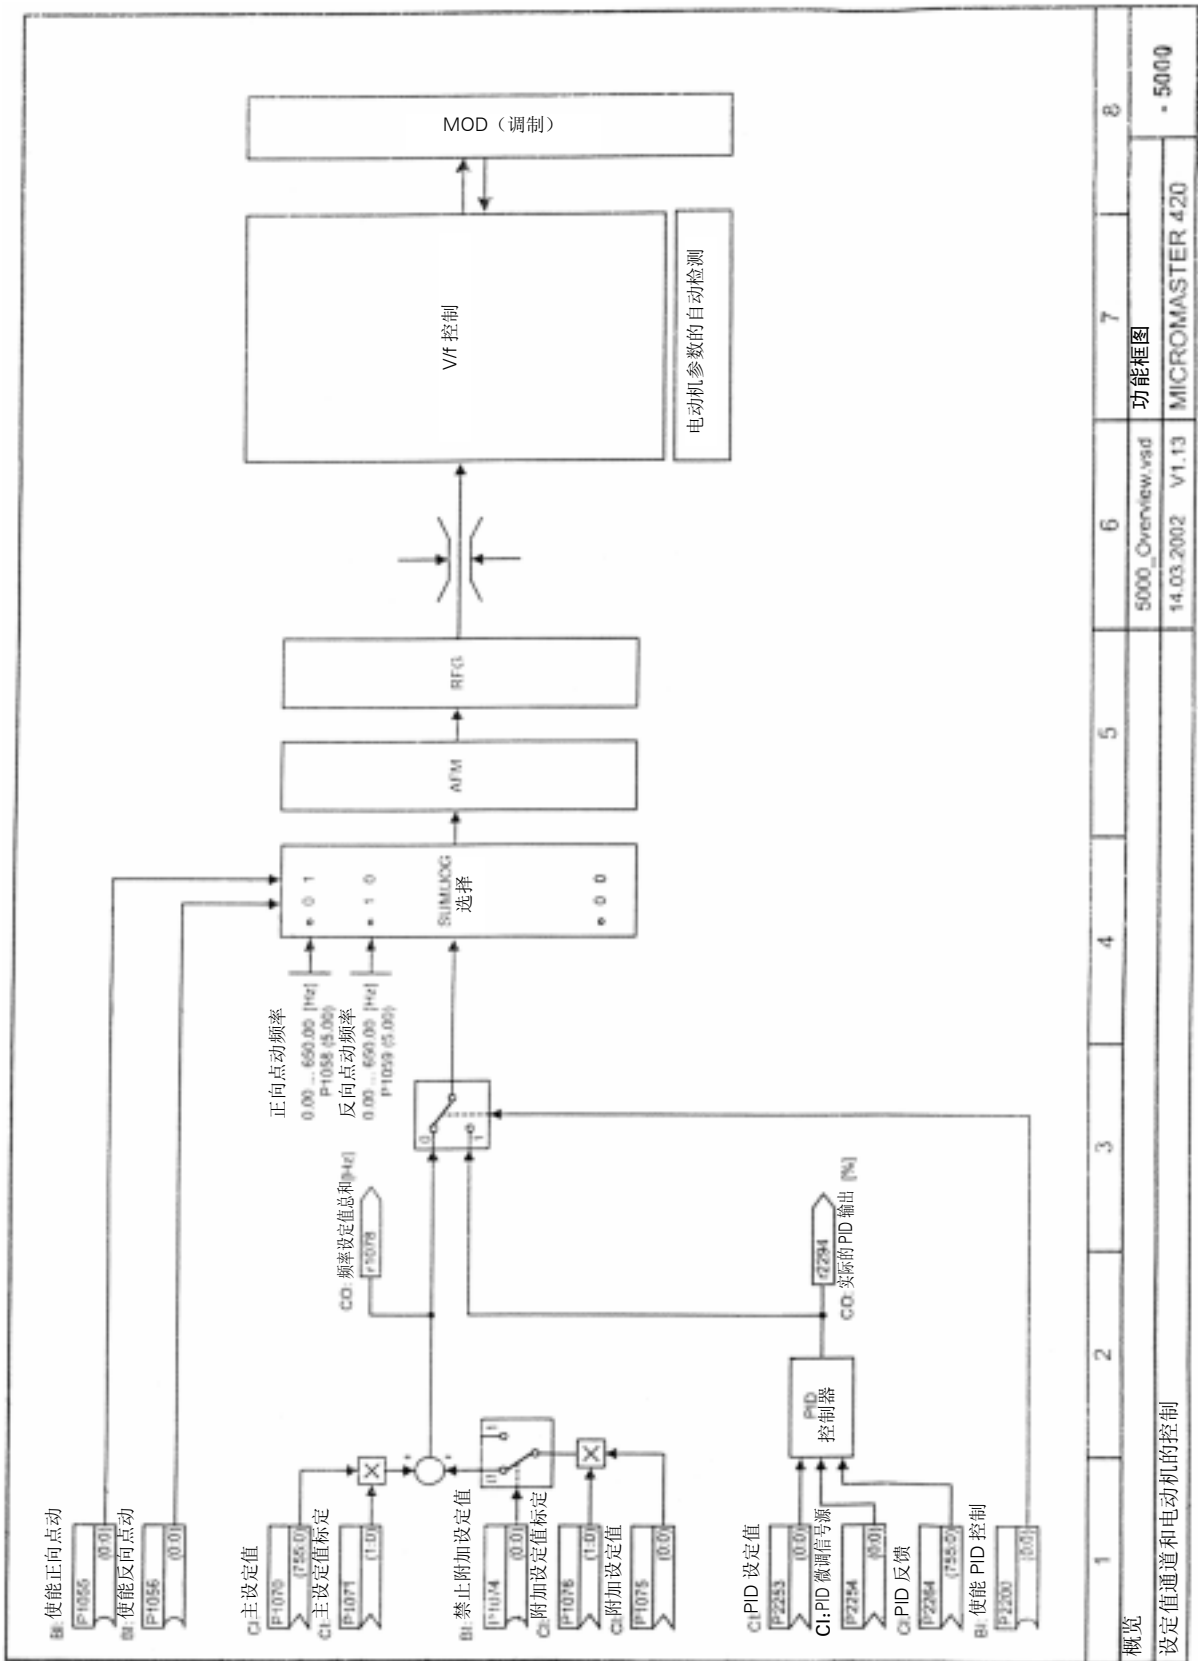 BI: 使能正向点动
P1055
(0:0)
BI: 使能反向点动
P1056
(0:0)
CI:主设定值
P1070
(755:0)
CI: 主设定值标定
P1071
(1:0)
BI: 禁止附加设定值
P1074
(0:0)
CI:附加设定值标定
P1076
(1:0)
CI:附加设定值
P1075
(0:0)
CI:PID 设定值
P2253
(0:0)
CI:PID 微调信号源
P2254
(0:0)
CI:PID 反馈
P2264
(755:0)
BI: 使能 PID 控制
P2200
(0:0)
0
1
PID
控制器
CO: 频率设定值总和[Hz]
r1078
CO: 实际的 PID 输出 [%]
r2294
0
1
正向点动频率
0.00 ... 650.00 [Hz]
P1058 (5.00)
反向点动频率
0.00 ... 650.00 [Hz]
P1059 (5.00)
0 1
1 0
SUM/JOG
选择
0 0
AFM
RFG
V/f 控制
电动机参数的自动检测
MOD（调制）
1
2
3
4
5
6
7
8
概览
5000_Overview.vsd
功能框图
- 5000
设定值通道和电动机的控制
14.03.2002
V1.13
MICROMASTER 420